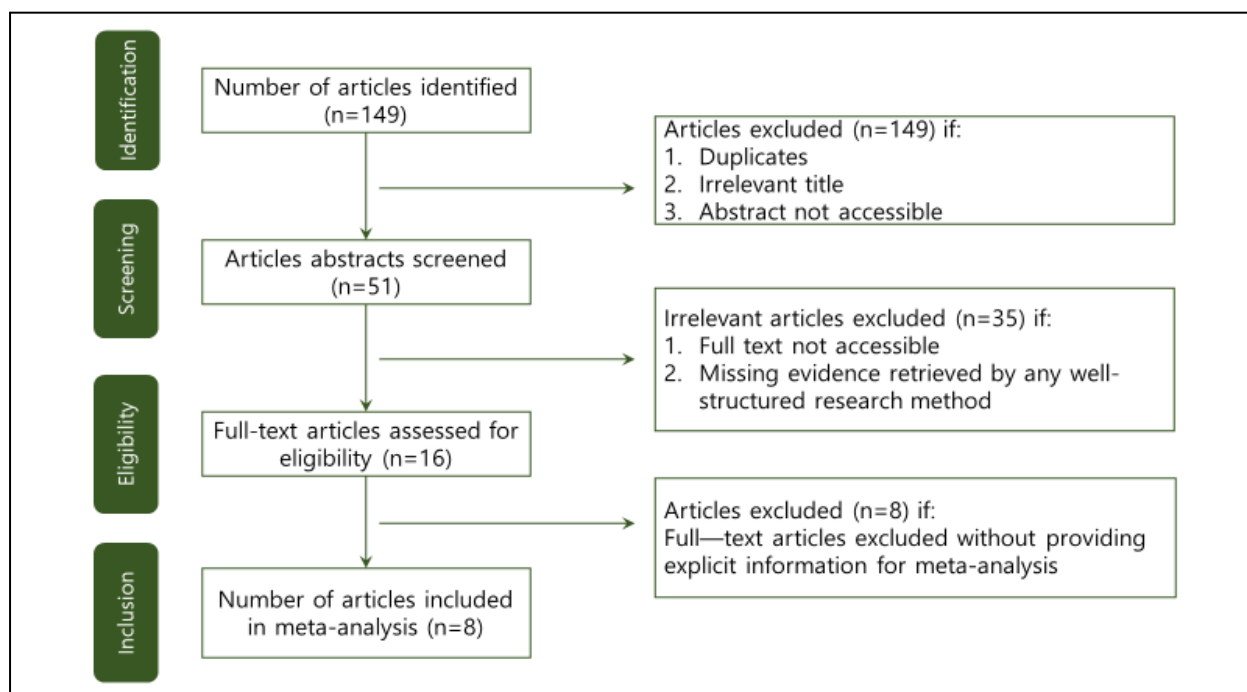 Identification
Number of articles identified
(n=149)
Articles excluded (n=149) if:
1. Duplicates
2. Irrelevant title
3. Abstract not accessible
Screening
Articles abstracts screened
(n=51)
Irrelevant articles excluded (n=35) if:
1. Full text not accessible
2. Missing evidence retrieved by any well-
structured research method
Eligibility
Full-text articles assessed for
eligibility (n=16)
Articles excluded (n=8) if:
Full—text articles excluded without providing
explicit information for meta-analysis
Inclusion
Number of articles included
in meta-analysis (n=8)